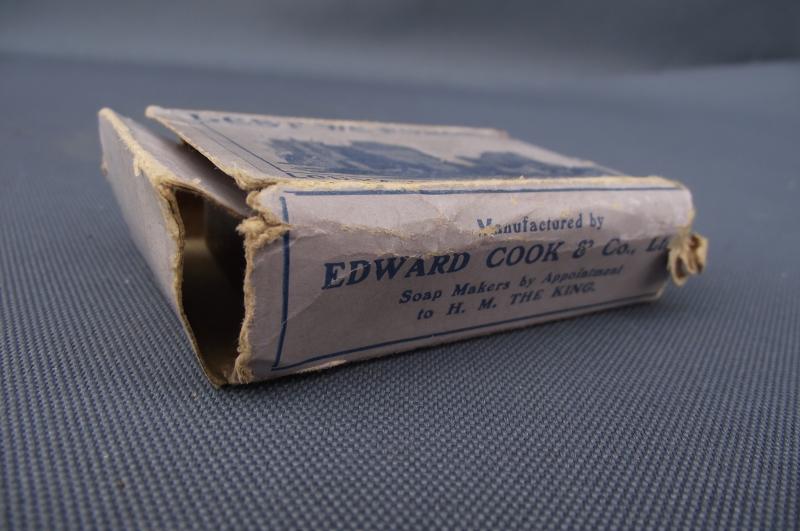 Manufactured by
EDWARD COOK & Co.,
Soap Makers by Appointment
to H. M. THE KING.